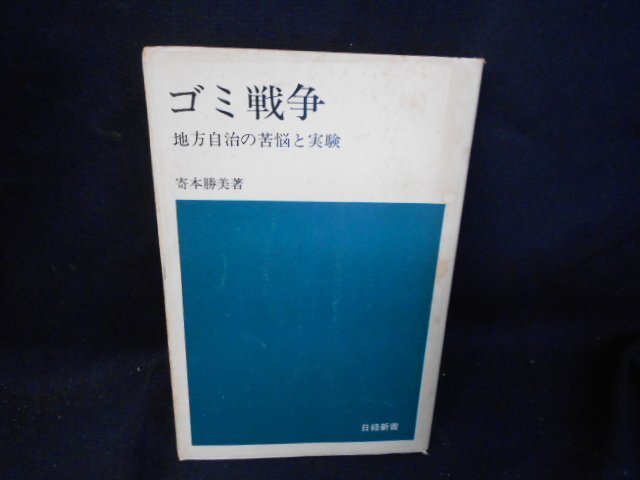 ゴミ戦争
地方自治の苦悩と実験
寄本勝美著
日経新書